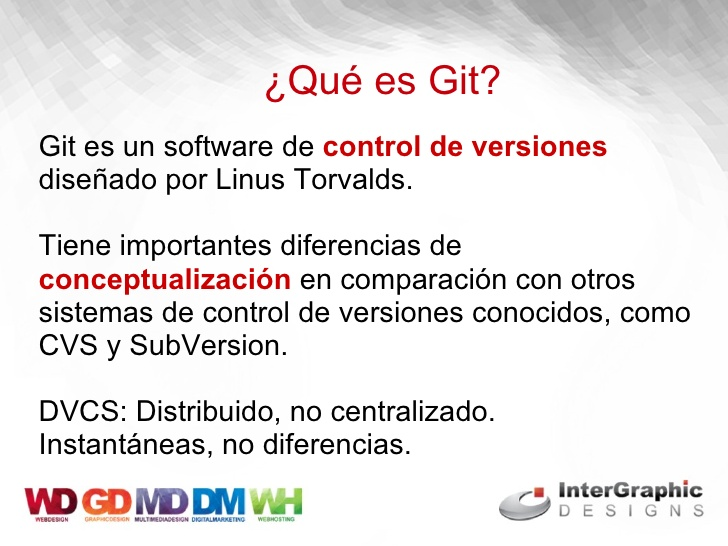 ¿Qué es Git?
Git es un software de control de versiones
diseñado por Linus Torvalds.
Tiene importantes diferencias de
conceptualización en comparación con otros
sistemas de control de versiones conocidos, como
CVS y SubVersion.
DVCS: Distribuido, no centralizado.
Instantáneas, no diferencias.
WD GD MD DM WH
WEBDESIGN GRAPHICDESIGN MULTIMEDIADESIGN DIGITALMARKETING WEBHOSTING
InterGraphic
DESIGNS